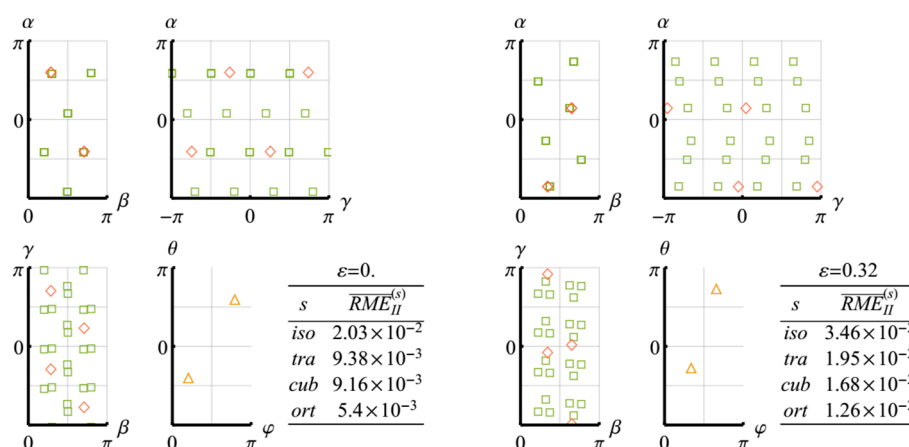 α
α
α
α
π
π
π
π
0
0
0
0
0
π
β
−π
0
π
γ
0
π
β
−π
0
π
γ
γ
θ
γ
θ
π
π
π
π
0
0
0
0
0
π
β
0
π
φ
0
π
β
0
π
φ
ε=0.
s RME_II^(s)
iso 2.03×10^−2
tra 9.38×10^−3
cub 9.16×10^−3
ort 5.4×10^−3
ε=0.32
s RME_II^(s)
iso 3.46×10
tra 1.95×10
cub 1.68×10
ort 1.26×10